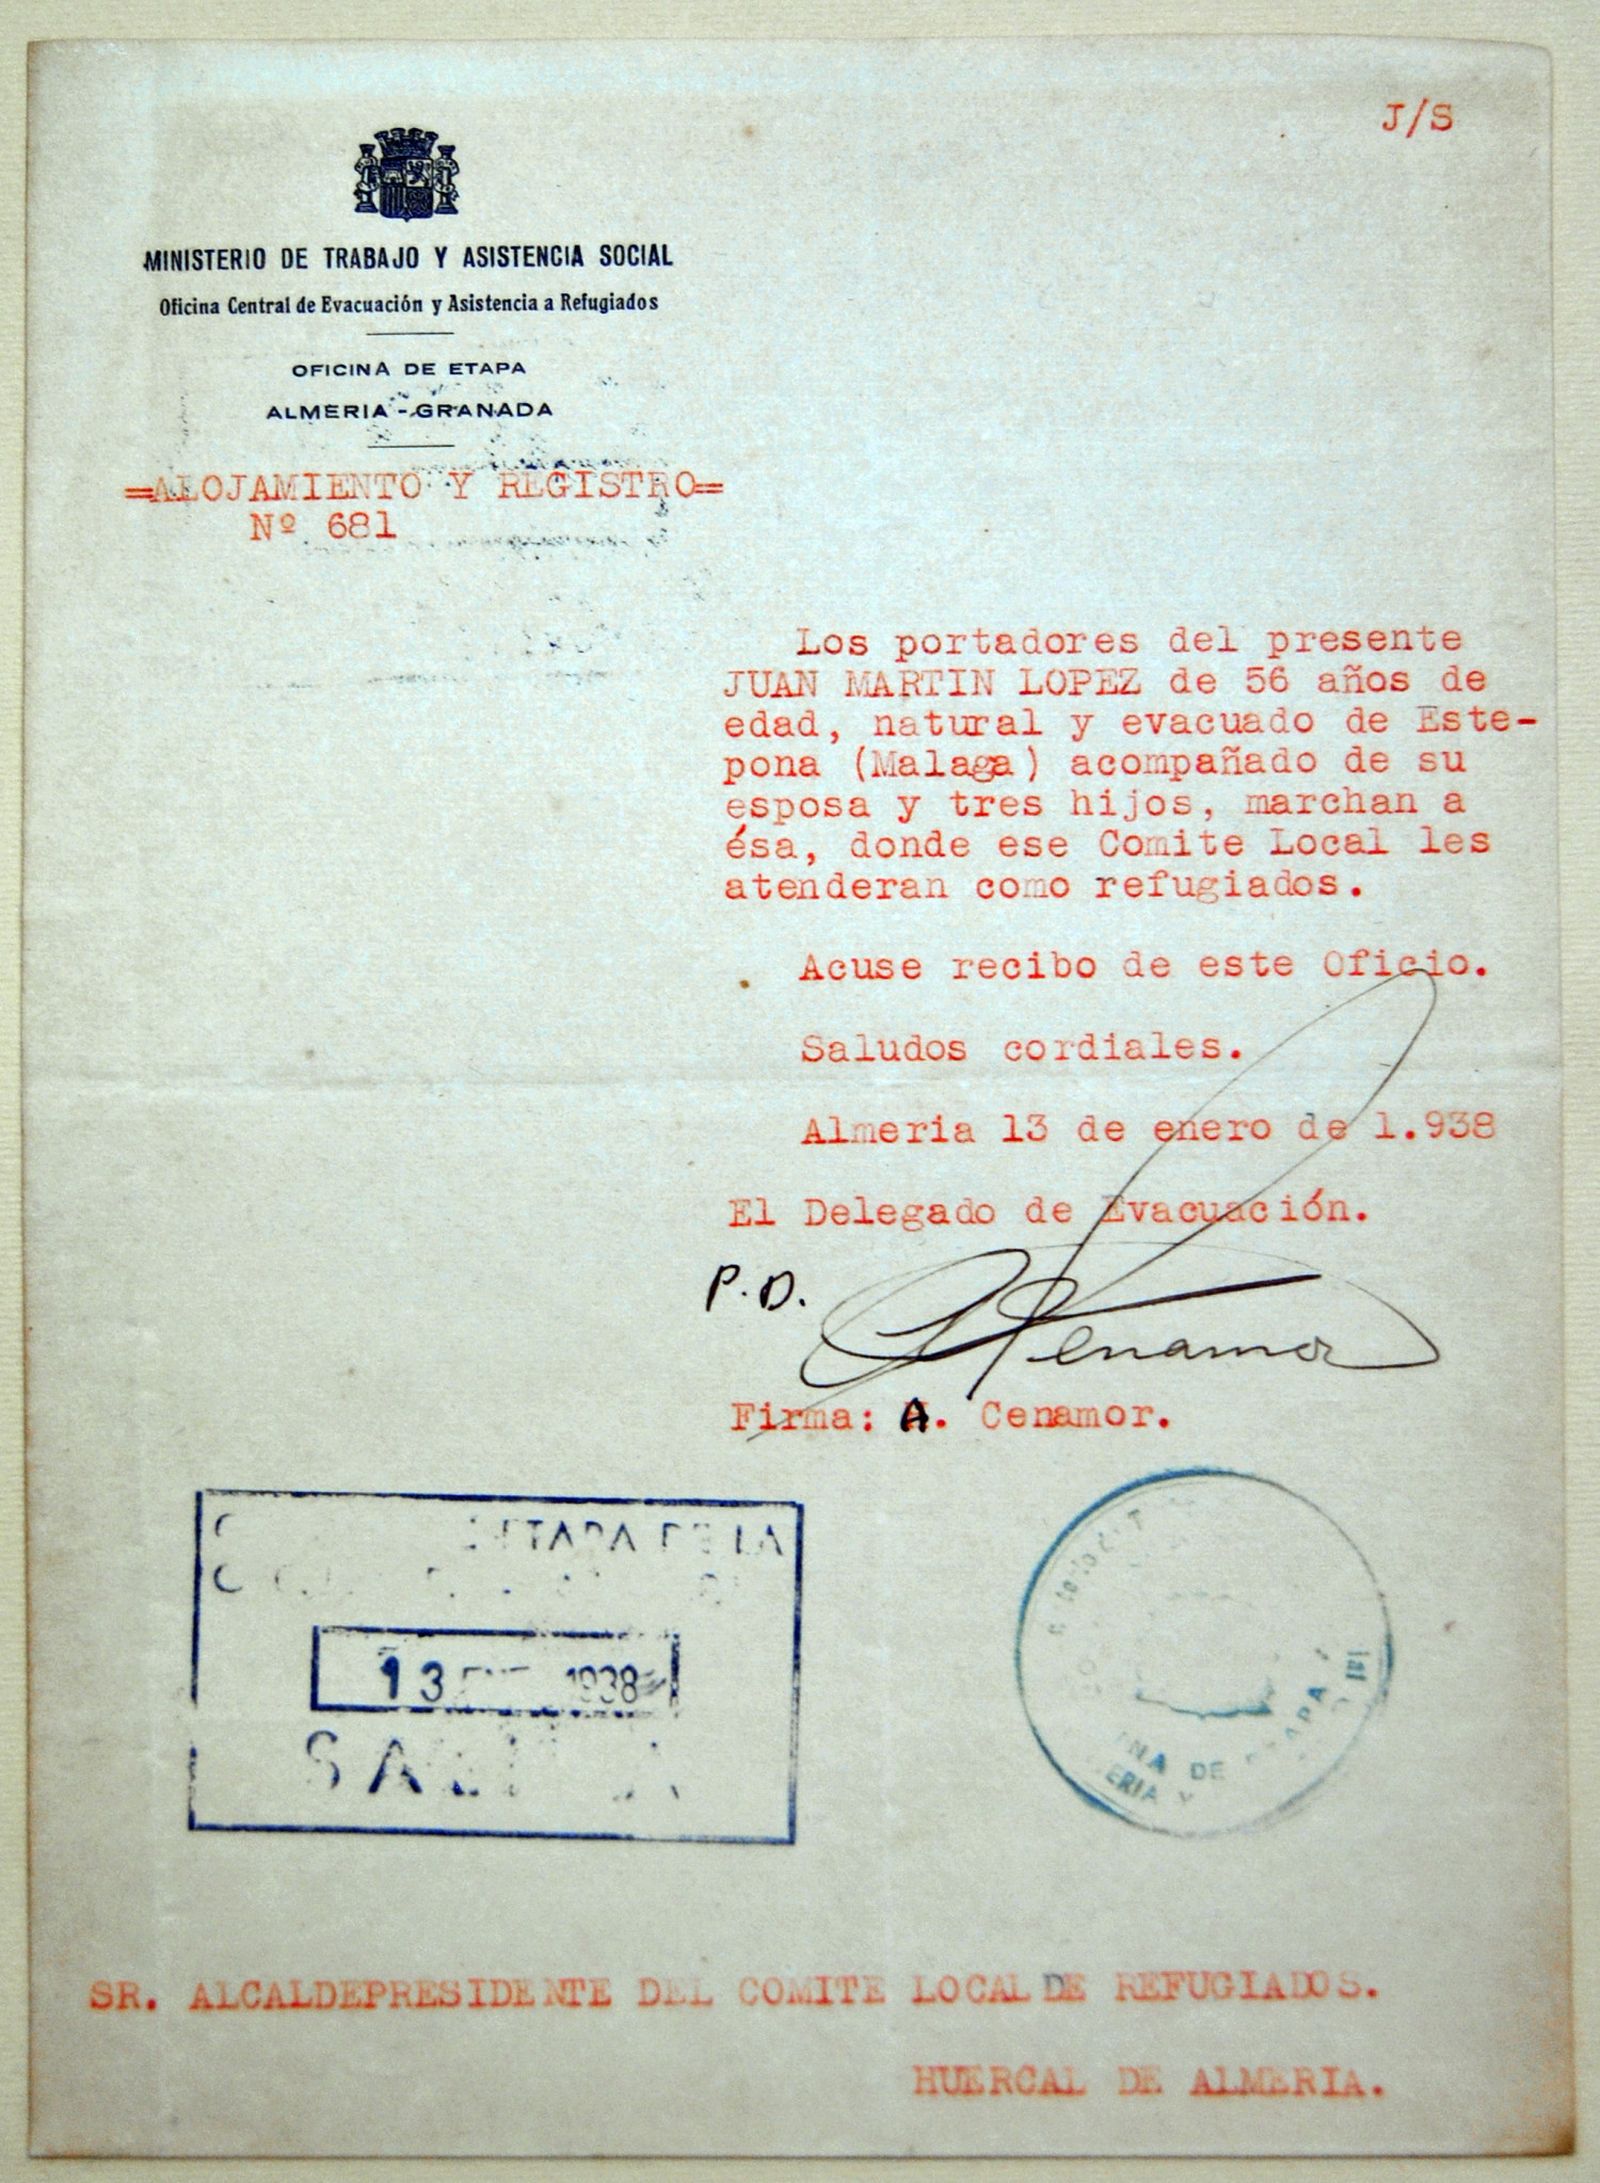 J/S
MINISTERIO DE TRABAJO Y ASISTENCIA SOCIAL
Oficina Central de Evacuación y Asistencia a Refugiados
OFICINA DE ETAPA
ALMERIA - GRANADA
=ALOJAMIENTO Y REGISTRO=
Nº 681
Los portadores del presente
JUAN MARTIN LOPEZ de 56 años de
edad, natural y evacuado de Este-
pona (Malaga) acompañado de su
esposa y tres hijos, marchan a
ésa, donde ese Comite Local les
atenderan como refugiados.
Acuse recibo de este Oficio.
Saludos cordiales.
Almeria 13 de enero de 1.938
El Delegado de Evacuación.
P.D.
Cenamor
Firma: A. Cenamor.
ETAPA DE LA
13 1938
DE
SR. ALCALDEPRESIDENTE DEL COMITE LOCAL DE REFUGIADOS.
HUERCAL DE ALMERIA.